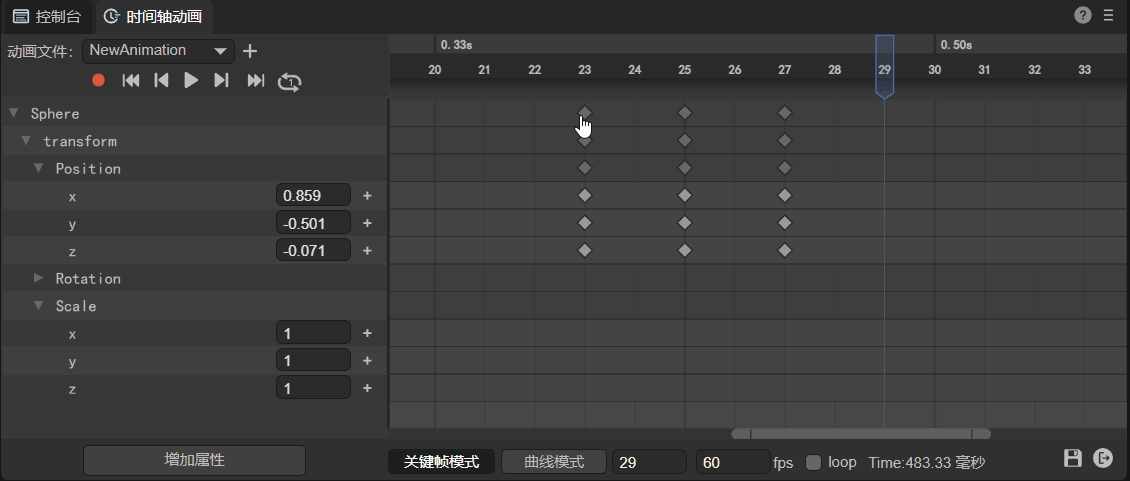 控制台 时间轴动画
动画文件: NewAnimation
0. 33s 0. 50s
20 21 22 23 24 25 26 27 28 29 30 31 32 33
1
Sphere
transform
Position
x 0.859 +
y -0.501 +
z -0.071 +
Rotation
Scale
x 1 +
y 1 +
z 1 +
增加属性 关键帧模式 曲线模式 29 60 fps loop Time:483.33 毫秒